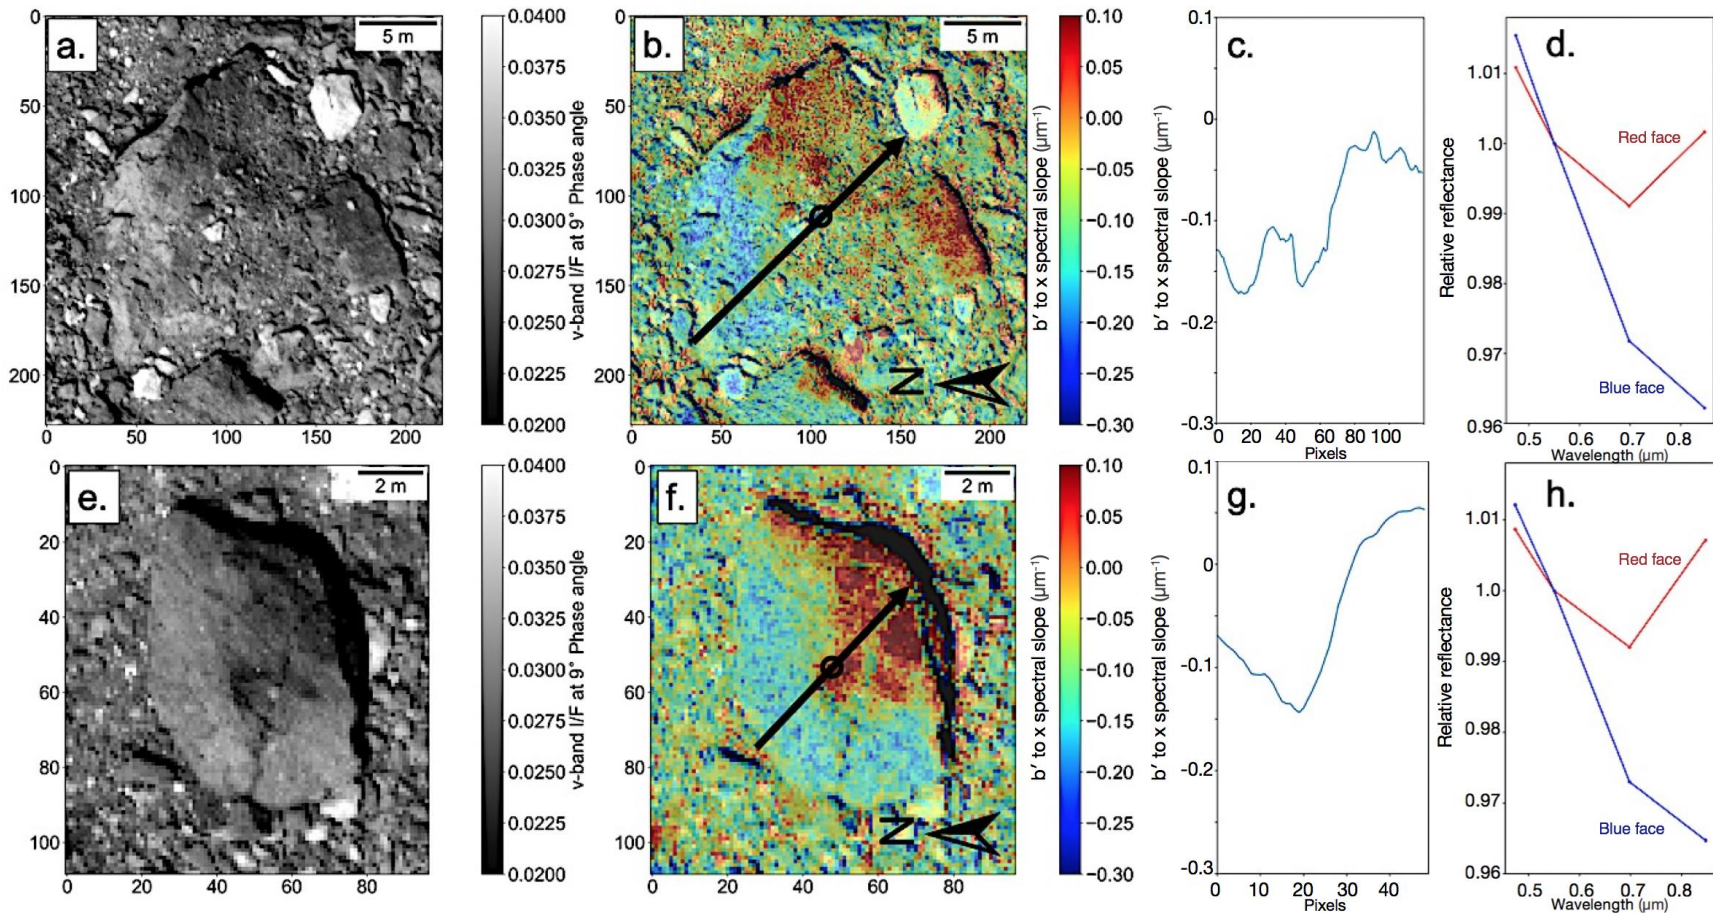 a.
5 m
0
50
100
150
200
0 50 100 150 200
0.0400
0.0375
0.0350
0.0325
0.0300
0.0275
0.0250
0.0225
0.0200
v-band I/F at 9° Phase angle
b.
5 m
0
50
100
150
200
0 50 100 150 200
N
0.10
0.05
0.00
−0.05
−0.10
−0.15
−0.20
−0.25
−0.30
b′ to x spectral slope (µm⁻¹)
c.
b′ to x spectral slope (µm⁻¹)
0.1
0
-0.1
-0.2
-0.3
0 20 40 60 80 100
Pixels
d.
Relative reflectance
1.01
1.0
0.99
0.98
0.97
0.96
Red face
Blue face
0.5 0.6 0.7 0.8
Wavelength (µm)
e.
2 m
0
20
40
60
80
100
0 20 40 60 80
0.0400
0.0375
0.0350
0.0325
0.0300
0.0275
0.0250
0.0225
0.0200
v-band I/F at 9° Phase angle
f.
2 m
0
20
40
60
80
100
0 20 40 60 80
N
0.10
0.05
0.00
−0.05
−0.10
−0.15
−0.20
−0.25
−0.30
b′ to x spectral slope (µm⁻¹)
g.
b′ to x spectral slope (µm⁻¹)
0.1
0
-0.1
-0.2
-0.3
0 10 20 30 40
Pixels
h.
Relative reflectance
1.01
1.0
0.99
0.98
0.97
0.96
Red face
Blue face
0.5 0.6 0.7 0.8
Wavelength (µm)